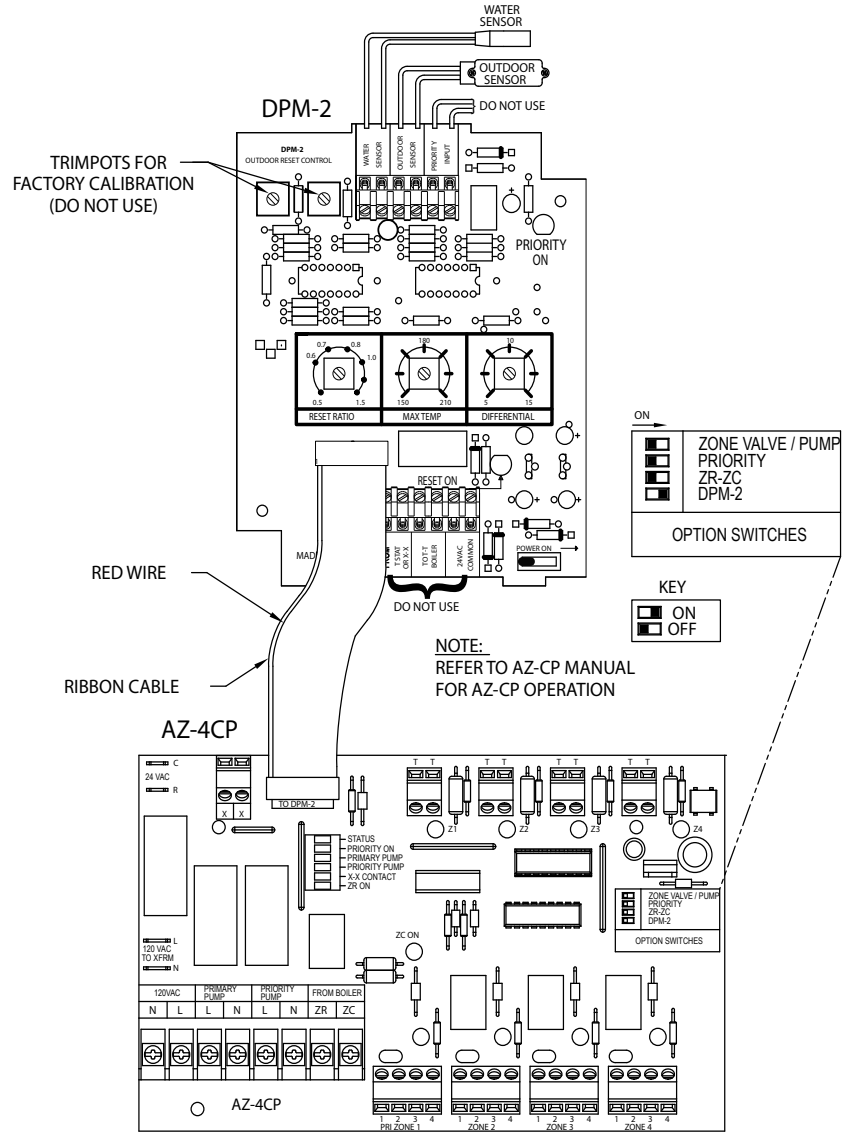 WATER
SENSOR
OUTDOOR
SENSOR
DO NOT USE
DPM-2
DPM-2
OUTDOOR RESET CONTROL
WATER
SENSOR
OUTDOOR
SENSOR
PRIORITY
INPUT
TRIMPOTS FOR
FACTORY CALIBRATION
(DO NOT USE)
PRIORITY
ON
0.5
0.6
0.7
0.8
1.0
1.5
RESET RATIO
150
180
210
MAX TEMP
5
10
15
DIFFERENTIAL
RESET ON
MAD
FROM
T STAT
OR X-X
TO T-T
BOILER
24VAC
COMMON
POWER ON
DO NOT USE
RED WIRE
RIBBON CABLE
NOTE:
REFER TO AZ-CP MANUAL
FOR AZ-CP OPERATION
ON
ZONE VALVE / PUMP
PRIORITY
ZR-ZC
DPM-2
OPTION SWITCHES
KEY
ON
OFF
AZ-4CP
C
24 VAC
R
X X
TO DPM-2
T T
T T
T T
T T
Z1
Z2
Z3
Z4
STATUS
PRIORITY ON
PRIMARY PUMP
PRIORITY PUMP
X-X CONTACT
ZR ON
ZONE VALVE / PUMP
PRIORITY
ZR-ZC
DPM-2
OPTION SWITCHES
ZC ON
L
120 VAC
TO XFRM
N
120VAC
PRIMARY
PUMP
PRIORITY
PUMP
FROM BOILER
N L L N L N ZR ZC
AZ-4CP
1 2 3 4
PRI ZONE 1
1 2 3 4
ZONE 2
1 2 3 4
ZONE 3
1 2 3 4
ZONE 4